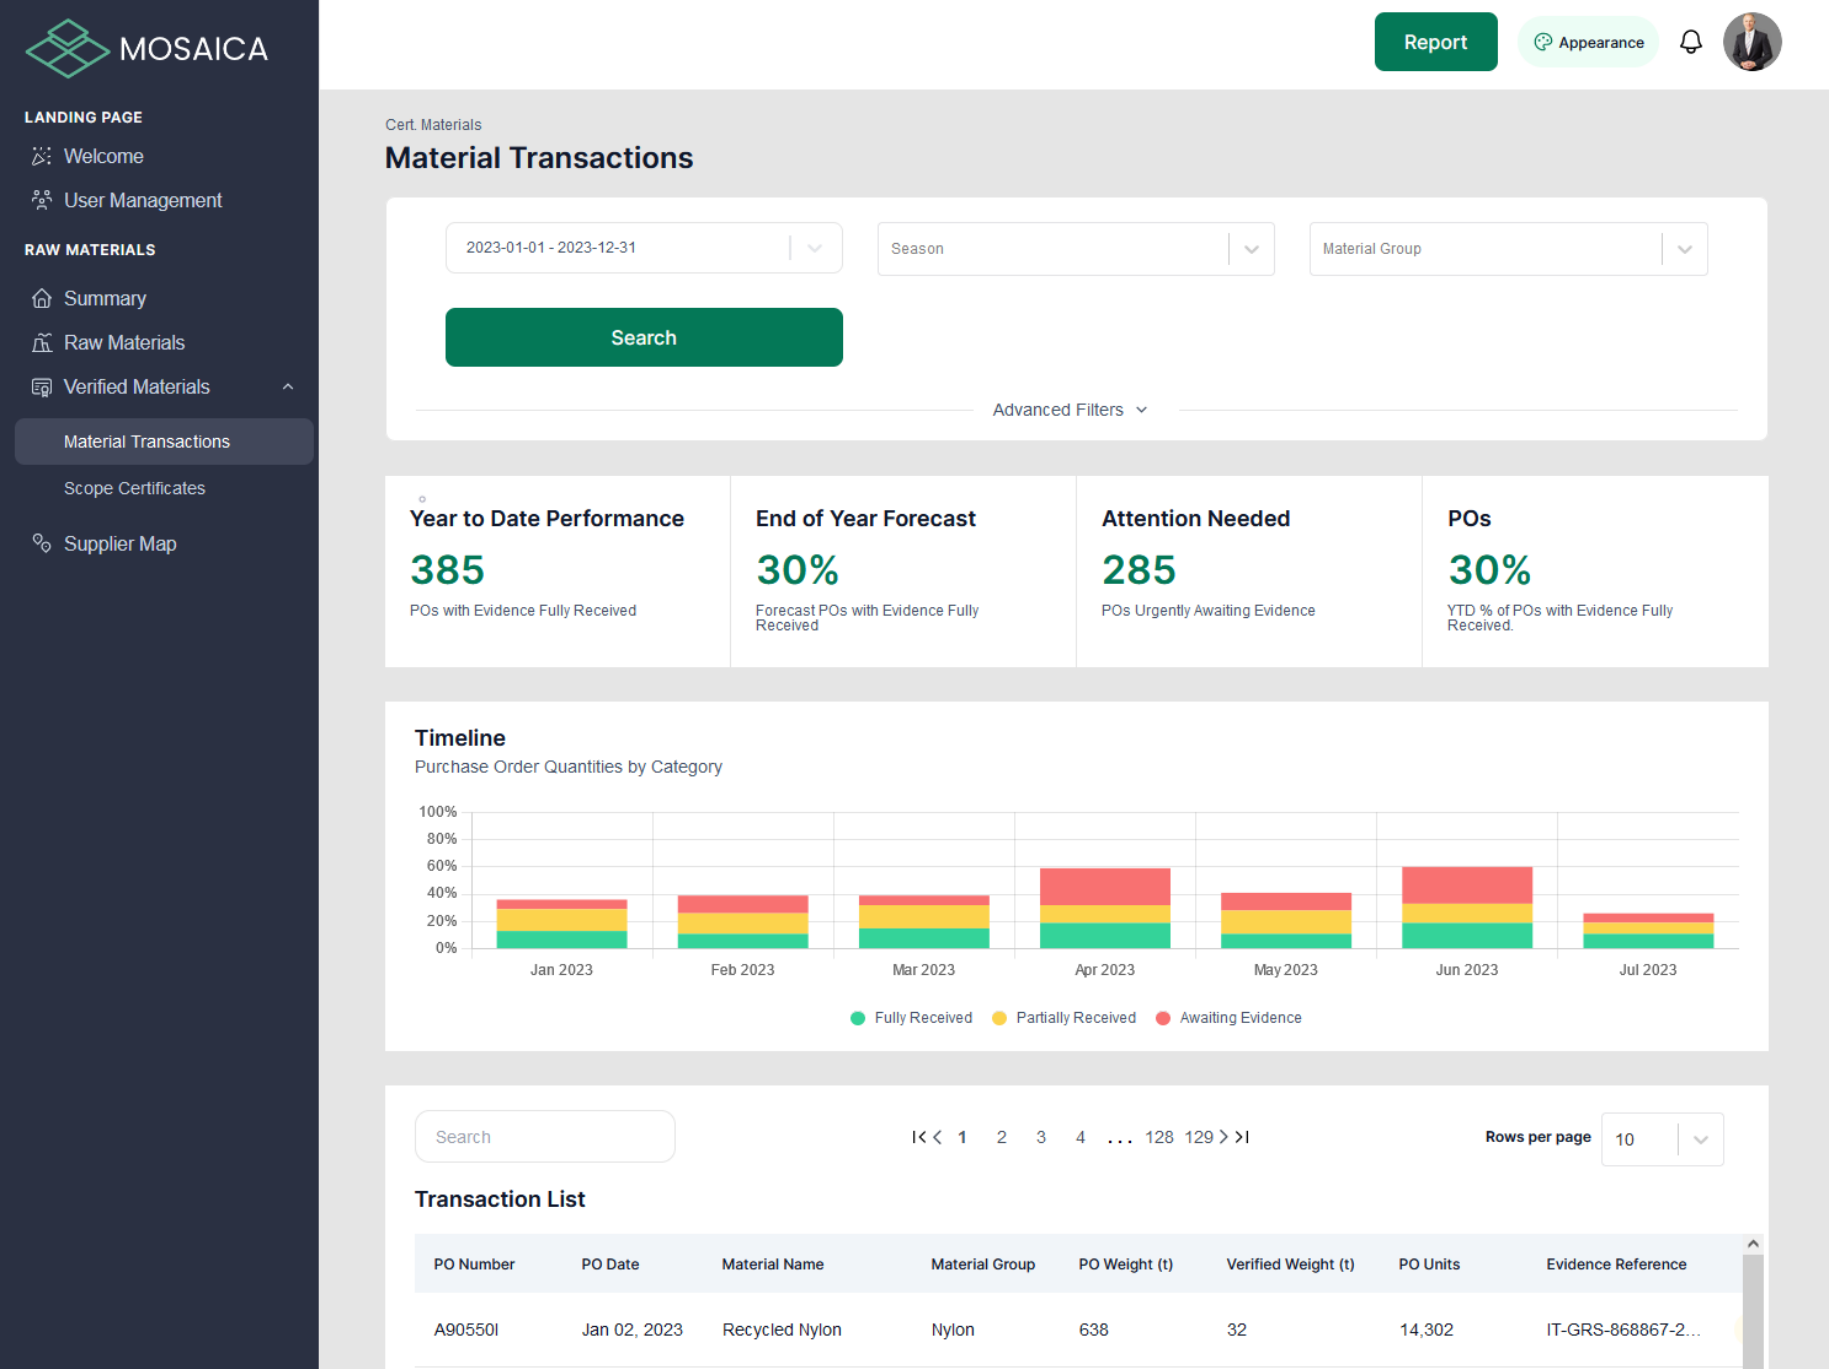 MOSAICA
Report
Appearance
LANDING PAGE
Welcome
User Management
RAW MATERIALS
Summary
Raw Materials
Verified Materials
Material Transactions
Scope Certificates
Supplier Map
Cert. Materials
Material Transactions
2023-01-01 - 2023-12-31
Season
Material Group
Search
Advanced Filters
Year to Date Performance
385
POs with Evidence Fully Received
End of Year Forecast
30%
Forecast POs with Evidence Fully
Received
Attention Needed
285
POs Urgently Awaiting Evidence
POs
30%
YTD % of POs with Evidence Fully
Received.
Timeline
Purchase Order Quantities by Category
100%
80%
60%
40%
20%
0%
Jan 2023 Feb 2023 Mar 2023 Apr 2023 May 2023 Jun 2023 Jul 2023
Fully Received Partially Received Awaiting Evidence
Search
1 2 3 4 ... 128 129
Rows per page 10
Transaction List
PO Number PO Date Material Name Material Group PO Weight (t) Verified Weight (t) PO Units Evidence Reference
A90550I Jan 02, 2023 Recycled Nylon Nylon 638 32 14,302 IT-GRS-868867-2...